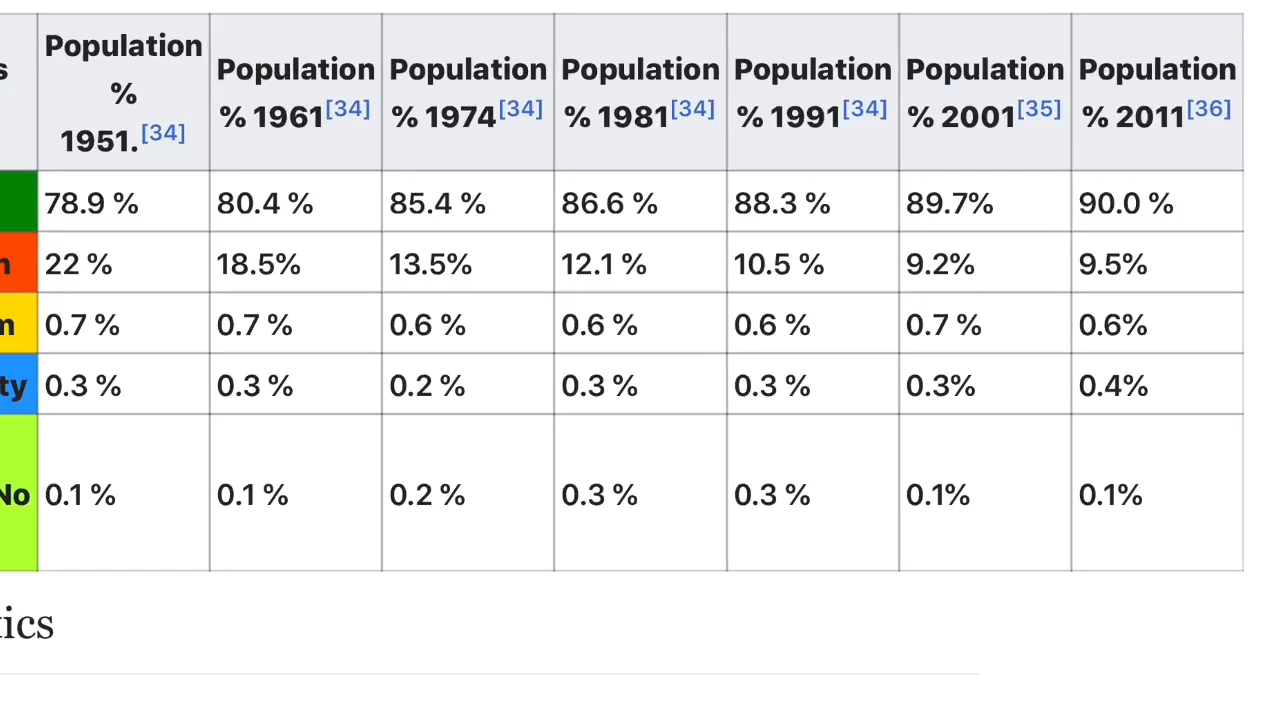 s Population % 1951.[34] Population % 1961[34] Population % 1974[34] Population % 1981[34] Population % 1991[34] Population % 2001[35] Population % 2011[36]
78.9 % 80.4 % 85.4 % 86.6 % 88.3 % 89.7% 90.0 %
n 22 % 18.5% 13.5% 12.1 % 10.5 % 9.2% 9.5%
m 0.7 % 0.7 % 0.6 % 0.6 % 0.6 % 0.7 % 0.6%
ty 0.3 % 0.3 % 0.2 % 0.3 % 0.3 % 0.3% 0.4%
No 0.1 % 0.1 % 0.2 % 0.3 % 0.3 % 0.1% 0.1%
tics